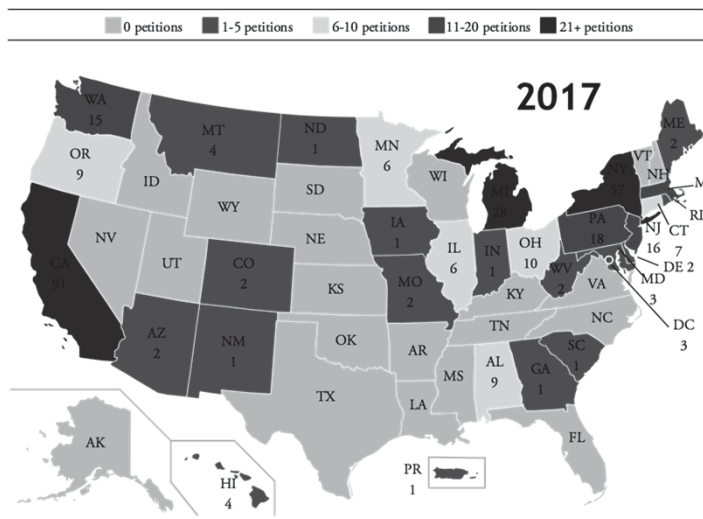 0 petitions 1-5 petitions 6-10 petitions 11-20 petitions 21+ petitions
2017
WA
15
OR
9
CA
91
NV
ID
MT
4
WY
UT
AZ
2
CO
2
NM
1
ND
1
SD
NE
KS
OK
TX
MN
6
IA
1
MO
2
AR
LA
WI
IL
6
MS
MI
28
IN
1
OH
10
KY
TN
AL
9
GA
1
SC
1
NC
FL
WV
2
VA
PA
18
NY
57
VT
NH
ME
2
M
RI
CT
7
NJ
16
DE 2
MD
3
DC
3
AK
HI
4
PR
1